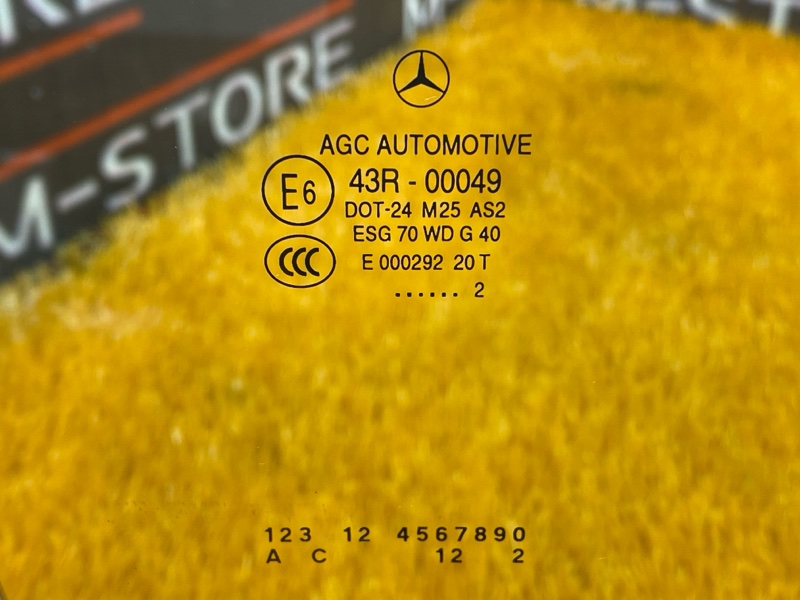 M-STORE
AGC AUTOMOTIVE
E6 43R - 00049
DOT-24 M25 AS2
ESG 70 WD G 40
CCC E 000292 20 T
...... 2
123 12 4567890
A C 12 2